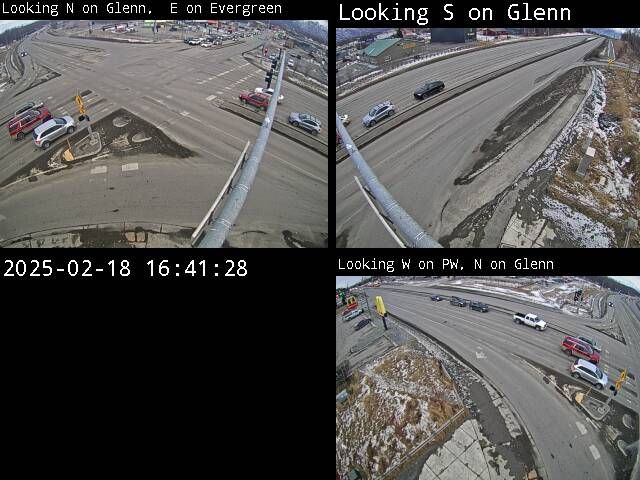 Looking N on Glenn,  E on Evergreen
Looking S on Glenn
2025-02-18 16:41:28
Looking W on PW, N on Glenn